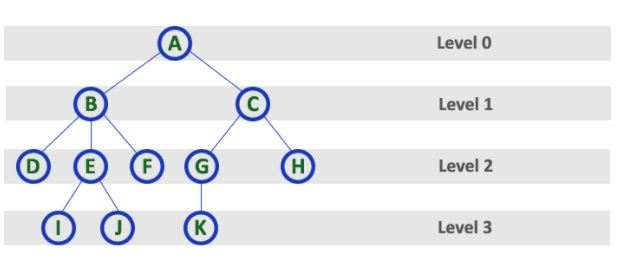 A Level 0
B C Level 1
D E F G H Level 2
I J K Level 3